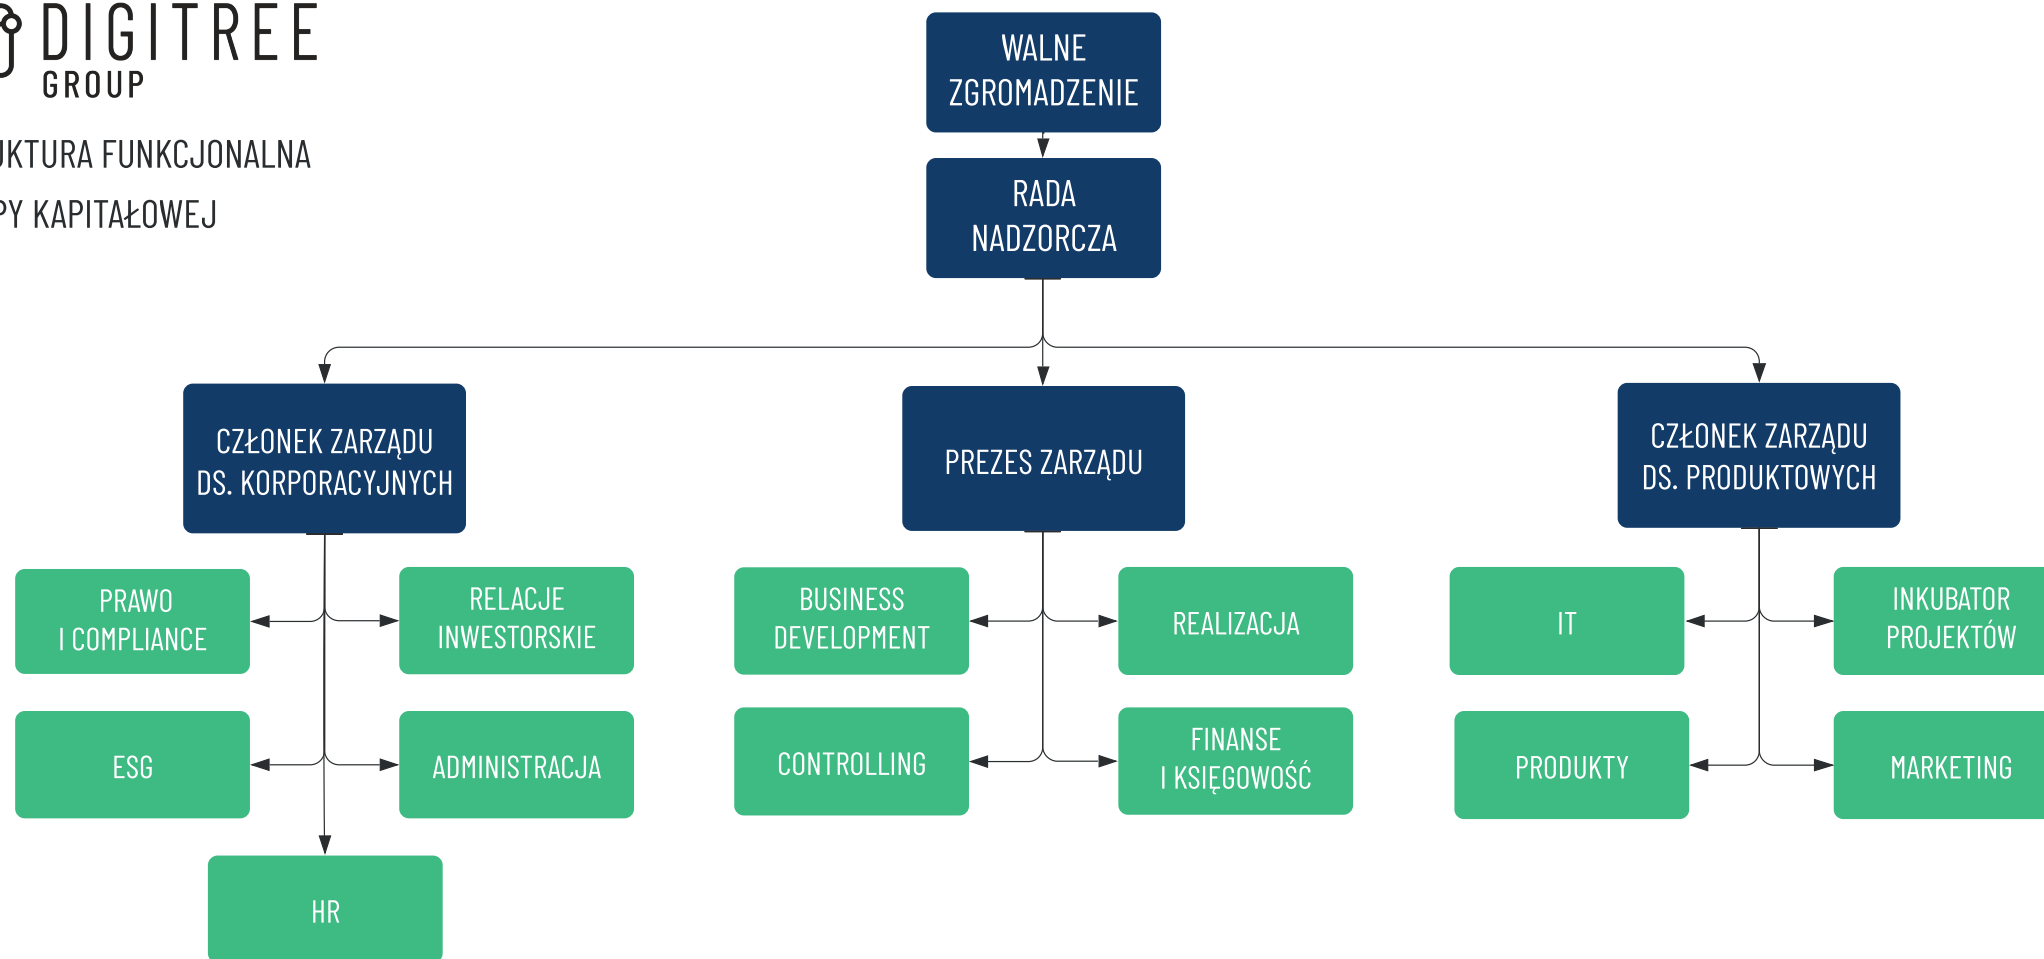 DIGITREE
GROUP
UKTURA FUNKCJONALNA
PY KAPITAŁOWEJ
WALNE
ZGROMADZENIE
RADA
NADZORCZA
CZŁONEK ZARZĄDU
DS. KORPORACYJNYCH
PREZES ZARZĄDU
CZŁONEK ZARZĄDU
DS. PRODUKTOWYCH
PRAWO
I COMPLIANCE
RELACJE
INWESTORSKIE
ESG
ADMINISTRACJA
HR
BUSINESS
DEVELOPMENT
REALIZACJA
CONTROLLING
FINANSE
I KSIĘGOWOŚĆ
IT
INKUBATOR
PROJEKTÓW
PRODUKTY
MARKETING